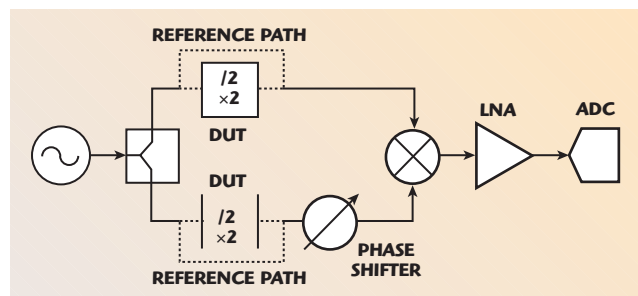 REFERENCE PATH
/2
×2
DUT
LNA
ADC
DUT
/2
×2
PHASE
SHIFTER
REFERENCE PATH